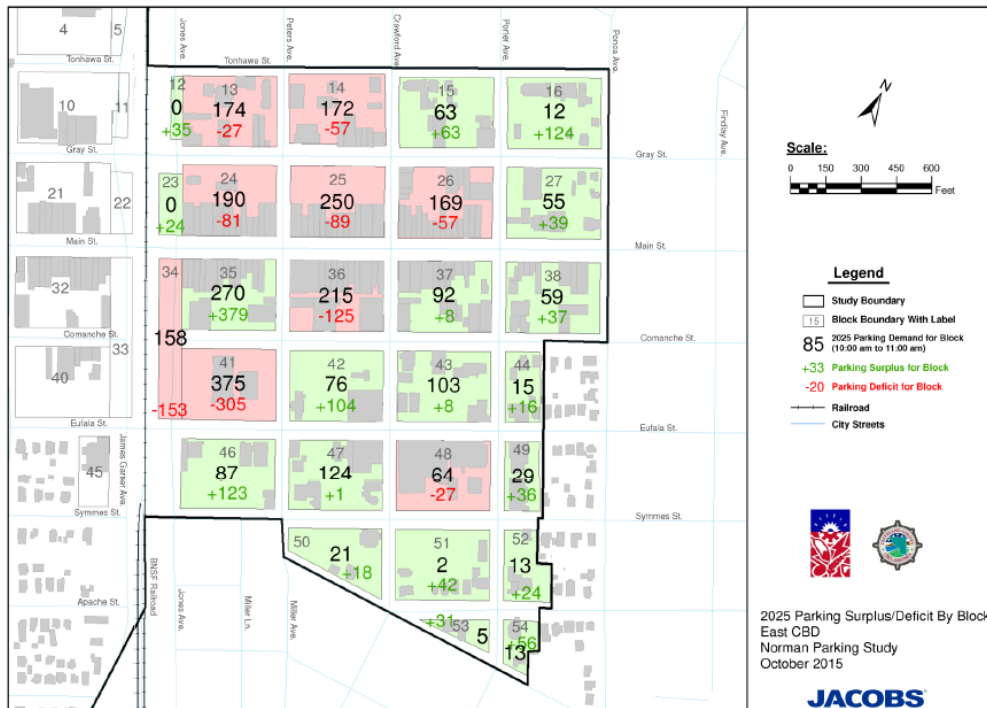 4
5
Jones Ave.
Peters Ave.
Crawford Ave.
Porter Ave.
Ponca Ave.
Tonhawa St.
Tonhawa St.
10
11
12
0
+35
13
174
-27
14
172
-57
15
63
+63
16
12
+124
Findlay Ave.
Gray St.
Gray St.
21
22
23
0
+24
24
190
-81
25
250
-89
26
169
-57
27
55
+39
Main St.
Main St.
32
33
34
158
-153
35
270
+379
36
215
-125
37
92
+8
38
59
+37
Comanche St.
Comanche St.
40
41
375
-305
42
76
+104
43
103
+8
44
15
+16
Eufala St.
Eufala St.
45
James Garner Ave.
46
87
+123
47
124
+1
48
64
-27
49
29
+36
Symmes St.
Symmes St.
50
21
+18
51
2
+42
52
13
+24
BNSF Railroad
Jones Ave.
Miller Ln.
Miller Ave.
Apache St.
+31
53
5
54
+56
13
Scale:
0 150 300 600
Feet
Legend
Study Boundary
15 Block Boundary With Label
85 2025 Parking Demand for Block
(10:00 am to 11:00 am)
+33 Parking Surplus for Block
-20 Parking Deficit for Block
Railroad
City Streets
2025 Parking Surplus/Deficit By Block
East CBD
Norman Parking Study
October 2015
JACOBS